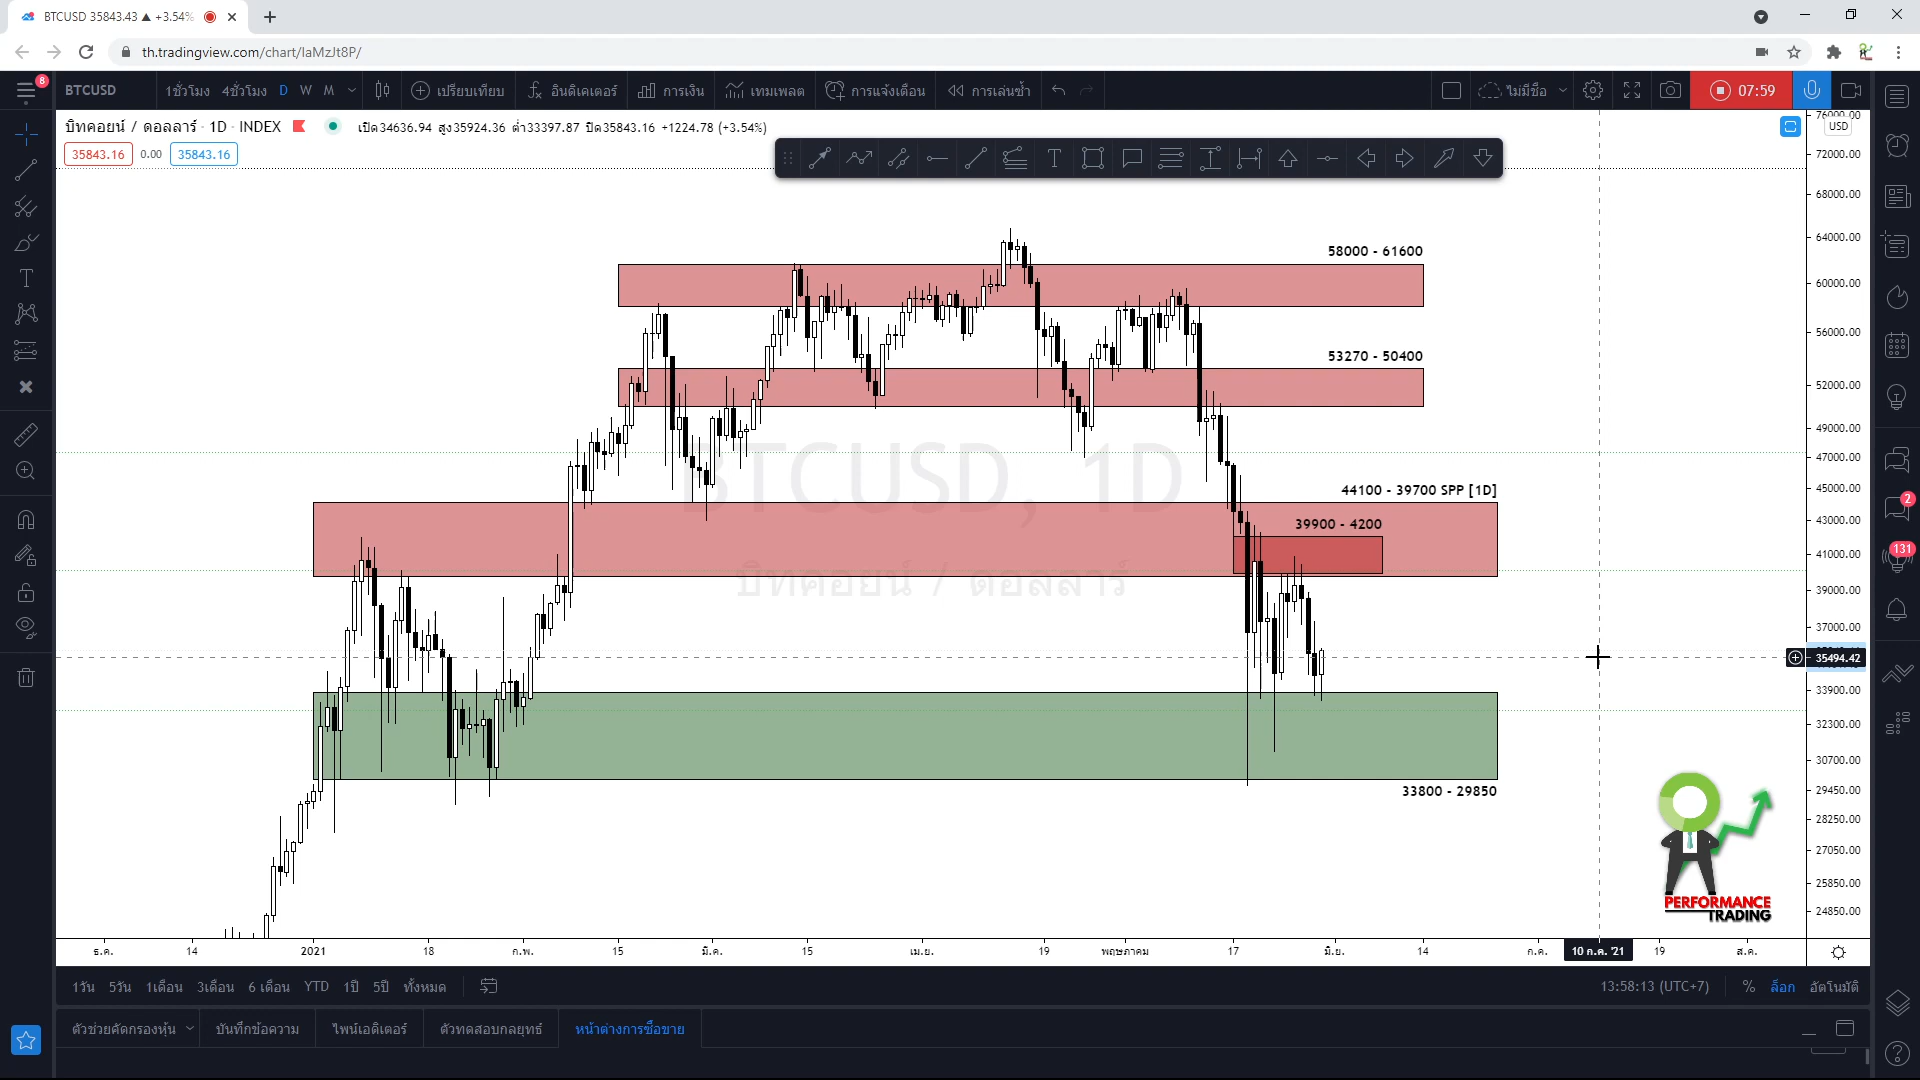 BTCUSD 35843.43 ▲ +3.54%
th.tradingview.com/chart/laMzJt8P/
8
BTCUSD
1ชั่วโมง 4ชั่วโมง D W M
เปรียบเทียบ
อินดิเคเตอร์
การเงิน
เทมเพลต
การแจ้งเตือน
การเล่นซ้ำ
ไม่มีชื่อ
07:59
บิทคอยน์ / ดอลลาร์ · 1D · INDEX
เปิด34636.94 สูง35924.36 ต่ำ33397.87 ปิด35843.16 +1224.78 (+3.54%)
35843.16 0.00 35843.16
USD
76000.00
72000.00
68000.00
64000.00
60000.00
56000.00
52000.00
49000.00
47000.00
45000.00
43000.00
41000.00
39000.00
37000.00
35494.42
33900.00
32300.00
30700.00
29450.00
28250.00
27050.00
25850.00
24850.00
58000 - 61600
53270 - 50400
44100 - 39700 SPP [1D]
39900 - 4200
33800 - 29850
BTCUSD, 1D
บิทคอยน์ / ดอลลาร์
PERFORMANCE
TRADING
2
131
ธ.ค. 14 2021 18 ก.พ. 15 มี.ค. 15 เม.ย. 19 พฤษภาคม 17 มิ.ย. 14 ก.ค. 10 ก.ค. '21 19 ส.ค.
1วัน 5วัน 1เดือน 3เดือน 6 เดือน YTD 1ปี 5ปี ทั้งหมด
13:58:13 (UTC+7) % ล็อก อัตโนมัติ
ตัวช่วยคัดกรองหุ้น บันทึกข้อความ ไพน์เอดิเตอร์ ตัวทดสอบกลยุทธ์ หน้าต่างการซื้อขาย